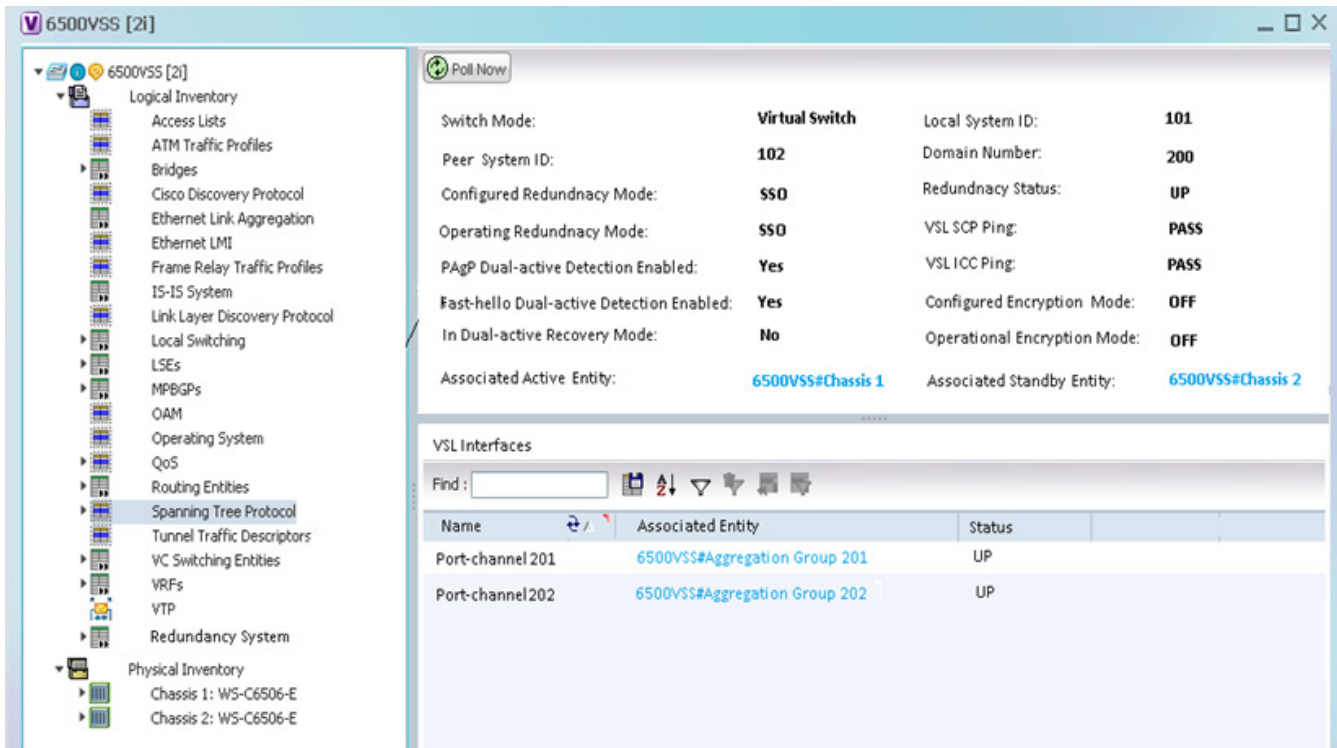 6500VSS [2i]
6500VSS [2i]
Logical Inventory
Access Lists
ATM Traffic Profiles
Bridges
Cisco Discovery Protocol
Ethernet Link Aggregation
Ethernet LMI
Frame Relay Traffic Profiles
IS-IS System
Link Layer Discovery Protocol
Local Switching
LSEs
MPBGPs
OAM
Operating System
QoS
Routing Entities
Spanning Tree Protocol
Tunnel Traffic Descriptors
VC Switching Entities
VRFs
VTP
Redundancy System
Physical Inventory
Chassis 1: WS-C6506-E
Chassis 2: WS-C6506-E
Poll Now
Switch Mode: Virtual Switch Local System ID: 101
Peer System ID: 102 Domain Number: 200
Configured Redundnacy Mode: SSO Redundnacy Status: UP
Operating Redundnacy Mode: SSO VSL SCP Ping: PASS
PAgP Dual-active Detection Enabled: Yes VSL ICC Ping: PASS
Fast-hello Dual-active Detection Enabled: Yes Configured Encryption Mode: OFF
In Dual-active Recovery Mode: No Operational Encryption Mode: OFF
Associated Active Entity: 6500VSS#Chassis 1 Associated Standby Entity: 6500VSS#Chassis 2
VSL Interfaces
Find :
Name Associated Entity Status
Port-channel 201 6500VSS#Aggregation Group 201 UP
Port-channel 202 6500VSS#Aggregation Group 202 UP